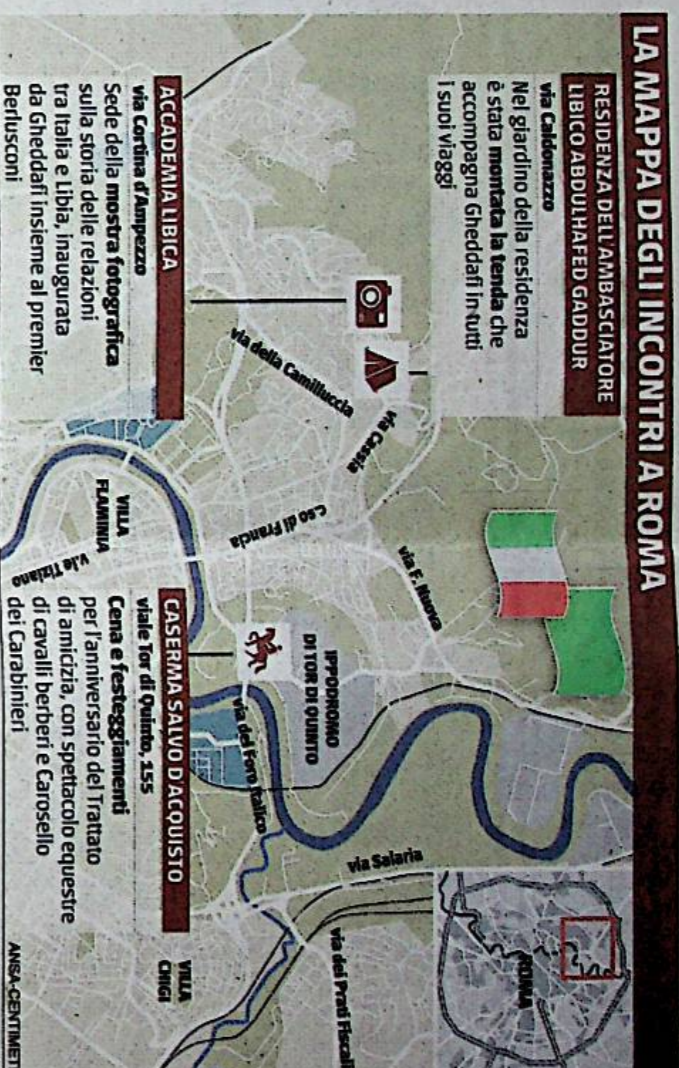 LA MAPPA DEGLI INCONTRI A ROMA
RESIDENZA DELL'AMBASCIATORE
LIBICO ABDULHAFED GADDUR
via Caldonazzo
Nel giardino della residenza
è stata montata la tenda che
accompagna Gheddafi in tutti
i suoi viaggi
ACCADEMIA LIBICA
via Cortina d'Ampezzo
Sede della mostra fotografica
sulla storia delle relazioni
tra Italia e Libia, inaugurata
da Gheddafi insieme al premier
Berlusconi
via della Camilluccia
via Cassia
c.so di Francia
via F. Nuova
VILLA
FLAMINIA
v.le Tiziano
IPPODROMO
DI TOR DI QUINTO
via del Foro Italico
CASERMA SALVO D'ACQUISTO
viale Tor di Quinto, 155
Cena e festeggiamenti
per l'anniversario del Trattato
di amicizia, con spettacolo equestre
di cavalli berberi e Carosello
dei Carabinieri
via Salaria
ROMA
via dei Prati Fiscali
VILLA
CHIGI
ANSA-CENTIMET